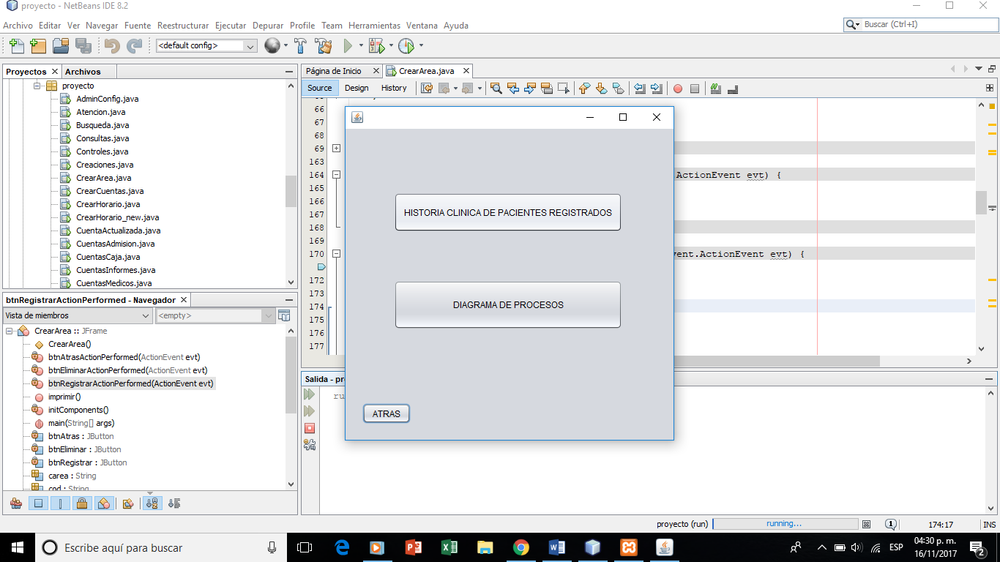 proyecto - NetBeans IDE 8.2
Archivo Editar Ver Navegar Fuente Reestructurar Ejecutar Depurar Profile Team Herramientas Ventana Ayuda
Buscar (Ctrl+I)
<default config>
Proyectos Archivos
proyecto
AdminConfig.java
Atencion.java
Busqueda.java
Consultas.java
Controles.java
Creaciones.java
CrearArea.java
CrearCuentas.java
CrearHorario.java
CrearHorario_new.java
CuentaActualizada.java
CuentasAdmision.java
CuentasCaja.java
CuentasInformes.java
CuentasMedicos.java
btnRegistrarActionPerformed - Navegador
Vista de miembros <empty>
CrearArea :: JFrame
CrearArea()
btnAtrasActionPerformed(ActionEvent evt)
btnEliminarActionPerformed(ActionEvent evt)
btnRegistrarActionPerformed(ActionEvent evt)
imprimir()
initComponents()
main(String[] args)
btnAtras : JButton
btnEliminar : JButton
btnRegistrar : JButton
carea : String
cod : String
Página de Inicio CrearArea.java
Source Design History
66
67
68
69
163
164 .ActionEvent evt) {
165
166
167
168
169
170 vent.ActionEvent evt) {
172
173
174
175
176
177
HISTORIA CLINICA DE PACIENTES REGISTRADOS
DIAGRAMA DE PROCESOS
ATRAS
Salida - pr
ru
proyecto (run) running... 1 174:17 INS
Escribe aquí para buscar
ESP
04:30 p. m.
16/11/2017
2